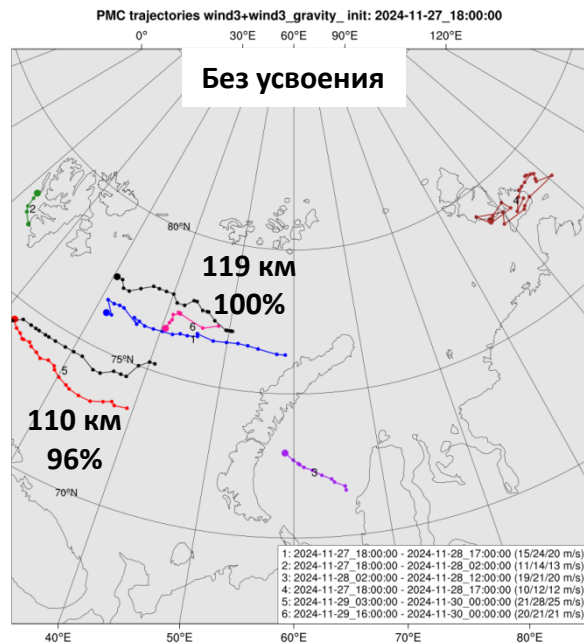 PMC trajectories wind3+wind3_gravity_ init: 2024-11-27_18:00:00
0° 30°E 60°E 90°E 120°E
Без усвоения
2
4
80°N
119 км
100%
6
1
75°N
5
110 км
96%
3
70°N
1: 2024-11-27_18:00:00 - 2024-11-28_17:00:00 (15/24/20 m/s)
2: 2024-11-27_18:00:00 - 2024-11-28_02:00:00 (11/14/13 m/s)
3: 2024-11-28_02:00:00 - 2024-11-28_12:00:00 (19/21/20 m/s)
4: 2024-11-27_18:00:00 - 2024-11-28_17:00:00 (10/12/12 m/s)
5: 2024-11-29_03:00:00 - 2024-11-30_00:00:00 (21/28/25 m/s)
6: 2024-11-29_16:00:00 - 2024-11-30_00:00:00 (20/21/21 m/s)
40°E 50°E 60°E 70°E 80°E